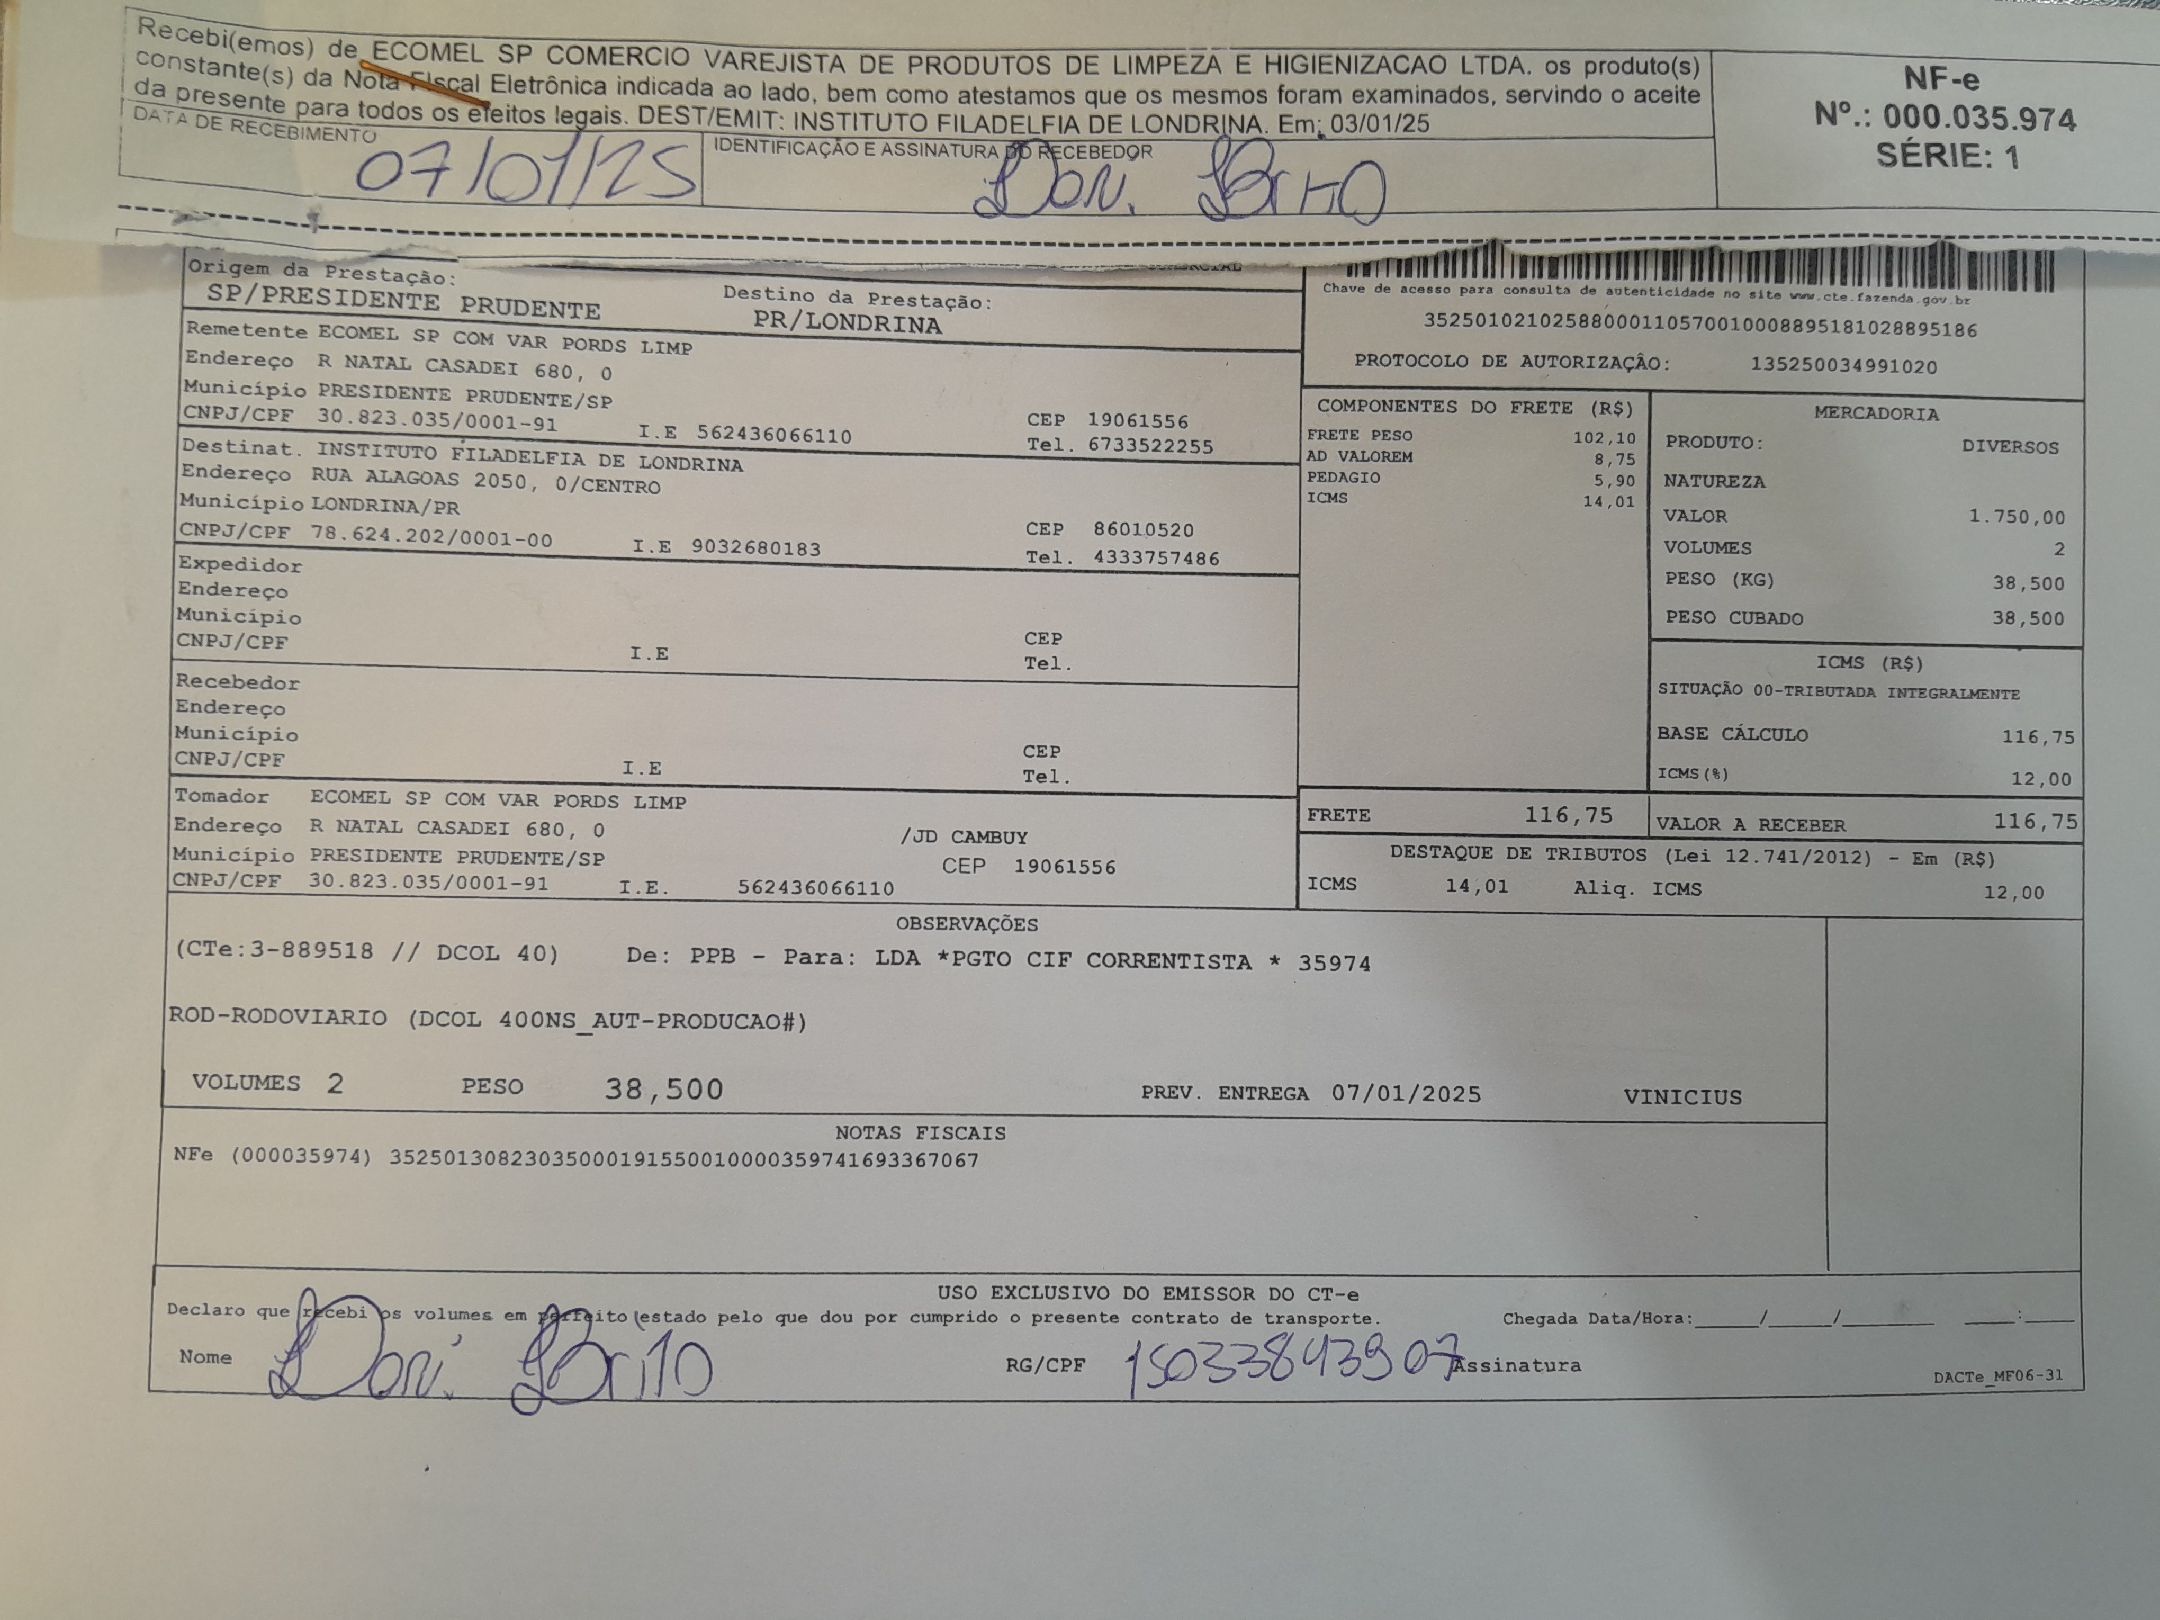 Recebi(emos) de ECOMEL SP COMERCIO VAREJISTA DE PRODUTOS DE LIMPEZA E HIGIENIZACAO LTDA. os produto(s)
constante(s) da Nota Fiscal Eletrônica indicada ao lado, bem como atestamos que os mesmos foram examinados, servindo o aceite
da presente para todos os efeitos legais. DEST/EMIT: INSTITUTO FILADELFIA DE LONDRINA. Em: 03/01/25
NF-e
Nº.: 000.035.974
SÉRIE: 1
DATA DE RECEBIMENTO
07/01/25
IDENTIFICAÇÃO E ASSINATURA DO RECEBEDOR
Dori. Brito
Origem da Prestação:
SP/PRESIDENTE PRUDENTE
Destino da Prestação:
PR/LONDRINA
Chave de acesso para consulta de autenticidade no site www.cte.fazenda.gov.br
35250102102588000110570010008895181028895186
PROTOCOLO DE AUTORIZAÇÂO: 135250034991020
Remetente ECOMEL SP COM VAR PORDS LIMP
Endereço R NATAL CASADEI 680, 0
Município PRESIDENTE PRUDENTE/SP
CEP 19061556
CNPJ/CPF 30.823.035/0001-91 I.E 562436066110 Tel. 6733522255
Destinat. INSTITUTO FILADELFIA DE LONDRINA
Endereço RUA ALAGOAS 2050, 0/CENTRO
Município LONDRINA/PR
CEP 86010520
CNPJ/CPF 78.624.202/0001-00 I.E 9032680183 Tel. 4333757486
Expedidor
Endereço
Município
CEP
CNPJ/CPF I.E Tel.
Recebedor
Endereço
Município
CEP
CNPJ/CPF I.E Tel.
Tomador ECOMEL SP COM VAR PORDS LIMP
Endereço R NATAL CASADEI 680, 0 /JD CAMBUY
Município PRESIDENTE PRUDENTE/SP CEP 19061556
CNPJ/CPF 30.823.035/0001-91 I.E. 562436066110
COMPONENTES DO FRETE (R$)
FRETE PESO 102,10
AD VALOREM 8,75
PEDAGIO 5,90
ICMS 14,01
MERCADORIA
PRODUTO: DIVERSOS
NATUREZA
VALOR 1.750,00
VOLUMES 2
PESO (KG) 38,500
PESO CUBADO 38,500
ICMS (R$)
SITUAÇÃO 00-TRIBUTADA INTEGRALMENTE
BASE CÁLCULO 116,75
ICMS(%) 12,00
FRETE 116,75
VALOR A RECEBER 116,75
DESTAQUE DE TRIBUTOS (Lei 12.741/2012) - Em (R$)
ICMS 14,01 Aliq. ICMS 12,00
OBSERVAÇÕES
(CTe:3-889518 // DCOL 40) De: PPB - Para: LDA *PGTO CIF CORRENTISTA * 35974
ROD-RODOVIARIO (DCOL 400NS_AUT-PRODUCAO#)
VOLUMES 2 PESO 38,500 PREV. ENTREGA 07/01/2025 VINICIUS
NOTAS FISCAIS
NFe (000035974) 35250130823035000191550010000359741693367067
USO EXCLUSIVO DO EMISSOR DO CT-e
Declaro que recebi os volumes em perfeito estado pelo que dou por cumprido o presente contrato de transporte. Chegada Data/Hora:_____/_____/_______ ____:____
Nome Dori. Brito RG/CPF 15033843907 Assinatura
DACTe_MF06-31